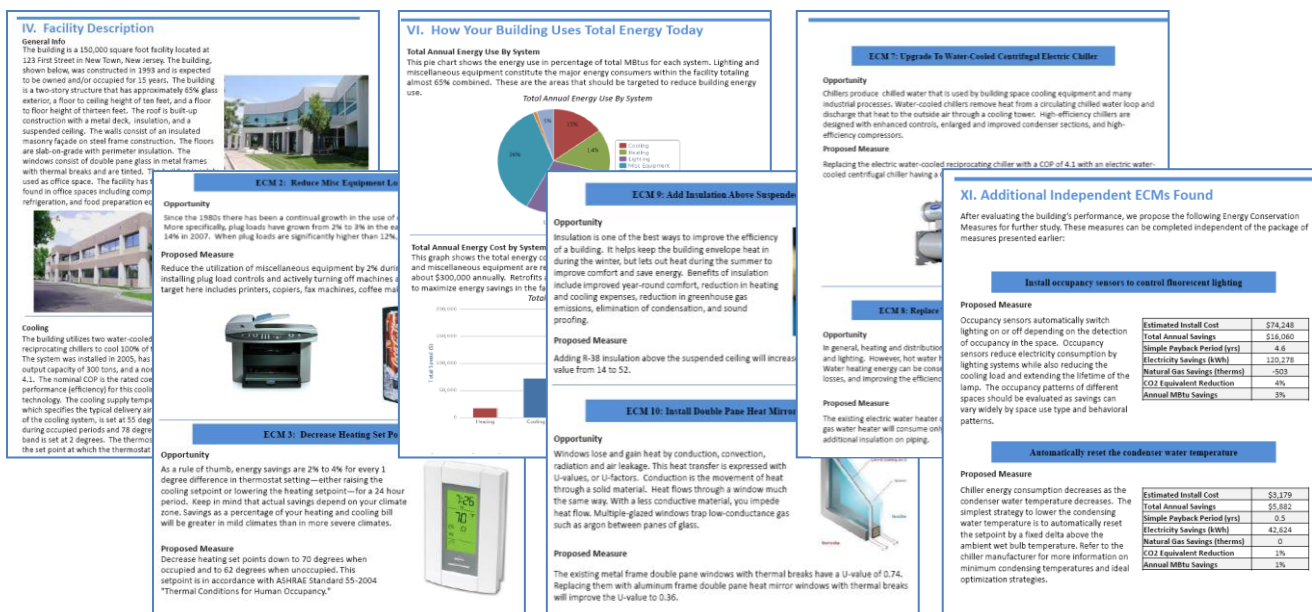 IV. Facility Description
General Info
The building is a 150,000 square foot facility located at
123 First Street in New Town, New Jersey. The building,
shown below, was constructed in 1993 and is expected
to be owned and/or occupied for 15 years. The building
is a two-story structure that has approximately 65% glass
exterior, a floor to ceiling height of ten feet, and a floor
to floor height of thirteen feet. The roof is built-up
construction with a metal deck, insulation, and a
suspended ceiling. The walls consist of an insulated
masonry façade on steel frame construction. The floors
are slab-on-grade with perimeter insulation. The
windows consist of double pane glass in metal frames
with thermal breaks and are tinted.
used as office space. The facility has
found in office spaces including
refrigeration, and food preparation
Cooling
The building utilizes two water-cooled
reciprocating chillers to cool 100% of
The system was installed in 2005, has
output capacity of 300 tons, and a
4.1. The nominal COP is the rated
performance (efficiency) for this
technology. The cooling supply
which specifies the typical delivery
of the cooling system, is set at 55
during occupied periods and 78
band is set at 2 degrees. The
the set point at which the thermostat
ECM 2: Reduce Misc Equipment
Opportunity
Since the 1980s there has been a continual growth in the use of
More specifically, plug loads have grown from 2% to 3% in the
14% in 2007. When plug loads are significantly higher than 12%,
Proposed Measure
Reduce the utilization of miscellaneous equipment by 2%
installing plug load controls and actively turning off machines
target here includes printers, copiers, fax machines, coffee
ECM 3: Decrease Heating Set
Opportunity
As a rule of thumb, energy savings are 2% to 4% for every 1
degree difference in thermostat setting—either raising the
cooling setpoint or lowering the heating setpoint—for a 24 hour
period. Keep in mind that actual savings depend on your climate
zone. Savings as a percentage of your heating and cooling bill
will be greater in mild climates than in more severe climates.
Proposed Measure
Decrease heating set points down to 70 degrees when
occupied and to 62 degrees when unoccupied. This
setpoint is in accordance with ASHRAE Standard 55-2004
"Thermal Conditions for Human Occupancy."
VI. How Your Building Uses Total Energy Today
Total Annual Energy Use By System
This pie chart shows the energy use in percentage of total MBtus for each system. Lighting and
miscellaneous equipment constitute the major energy consumers within the facility totaling
almost 65% combined. These are the areas that should be targeted to reduce building energy
use.
Total Annual Energy Use By System
14%
Cooling
Heating
Lighting
Misc Equipment
Total Annual Energy Cost by System
This graph shows the total energy
and miscellaneous equipment are
about $300,000 annually. Retrofits
to maximize energy savings in the
Total
150,000
50,000
0
Total Spend ($)
Heating
Cooling
ECM 9: Add Insulation Above
Opportunity
Insulation is one of the best ways to improve the efficiency
of a building. It helps keep the building envelope heat in
during the winter, but lets out heat during the summer to
improve comfort and save energy. Benefits of insulation
include improved year-round comfort, reduction in heating
and cooling expenses, reduction in greenhouse gas
emissions, elimination of condensation, and sound
proofing.
Proposed Measure
Adding R-38 insulation above the suspended ceiling will
value from 14 to 52.
ECM 10: Install Double Pane Heat Mirror
Opportunity
Windows lose and gain heat by conduction, convection,
radiation and air leakage. This heat transfer is expressed with
U-values, or U-factors. Conduction is the movement of heat
through a solid material. Heat flows through a window much
the same way. With a less conductive material, you impede
heat flow. Multiple-glazed windows trap low-conductance gas
such as argon between panes of glass.
Proposed Measure
The existing metal frame double pane windows with thermal breaks have a U-value of 0.74.
Replacing them with aluminum frame double pane heat mirror windows with thermal breaks
will improve the U-value to 0.36.
ECM 7: Upgrade To Water-Cooled Centrifugal Electric Chiller
Opportunity
Chillers produce chilled water that is used by building space cooling equipment and many
industrial processes. Water-cooled chillers remove heat from a circulating chilled water loop and
discharge that heat to the outside air through a cooling tower. High-efficiency chillers are
designed with enhanced controls, enlarged and improved condenser sections, and high-
efficiency compressors.
Proposed Measure
Replacing the electric water-cooled reciprocating chiller with a COP of 4.1 with an electric water-
cooled centrifugal chiller having a
ECM 8: Replace
Opportunity
In general, heating and distribution
and lighting. However, hot water
Water heating energy can be
losses, and improving the
Proposed Measure
The existing electric water heater
gas water heater will consume
additional insulation on piping.
XI. Additional Independent ECMs Found
After evaluating the building's performance, we propose the following Energy Conservation
Measures for further study. These measures can be completed independent of the package of
measures presented earlier:
Install occupancy sensors to control fluorescent lighting
Proposed Measure
Occupancy sensors automatically switch
lighting on or off depending on the detection
of occupancy in the space. Occupancy
sensors reduce electricity consumption by
lighting systems while also reducing the
cooling load and extending the lifetime of the
lamp. The occupancy patterns of different
spaces should be evaluated as savings can
vary widely by space use type and behavioral
patterns.
Estimated Install Cost $74,248
Total Annual Savings $16,060
Simple Payback Period (yrs) 4.6
Electricity Savings (kWh) 120,278
Natural Gas Savings (therms) -503
CO2 Equivalent Reduction 4%
Annual MBtu Savings 3%
Automatically reset the condenser water temperature
Proposed Measure
Chiller energy consumption decreases as the
condenser water temperature decreases. The
simplest strategy to lower the condensing
water temperature is to automatically reset
the setpoint by a fixed delta above the
ambient wet bulb temperature. Refer to the
chiller manufacturer for more information on
minimum condensing temperatures and ideal
optimization strategies.
Estimated Install Cost $3,179
Total Annual Savings $5,882
Simple Payback Period (yrs) 0.5
Electricity Savings (kWh) 42,624
Natural Gas Savings (therms) 0
CO2 Equivalent Reduction 1%
Annual MBtu Savings 1%